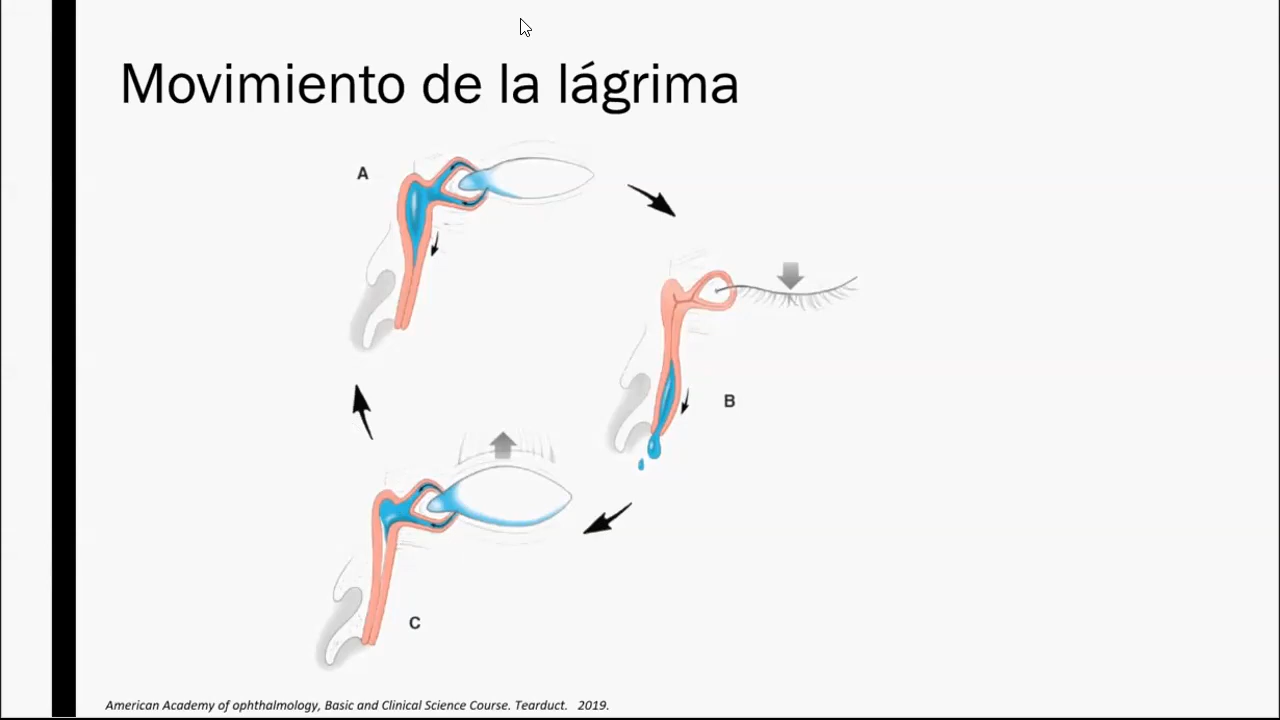 Movimiento de la lágrima
A
B
C
American Academy of ophthalmology, Basic and Clinical Science Course. Tearduct. 2019.